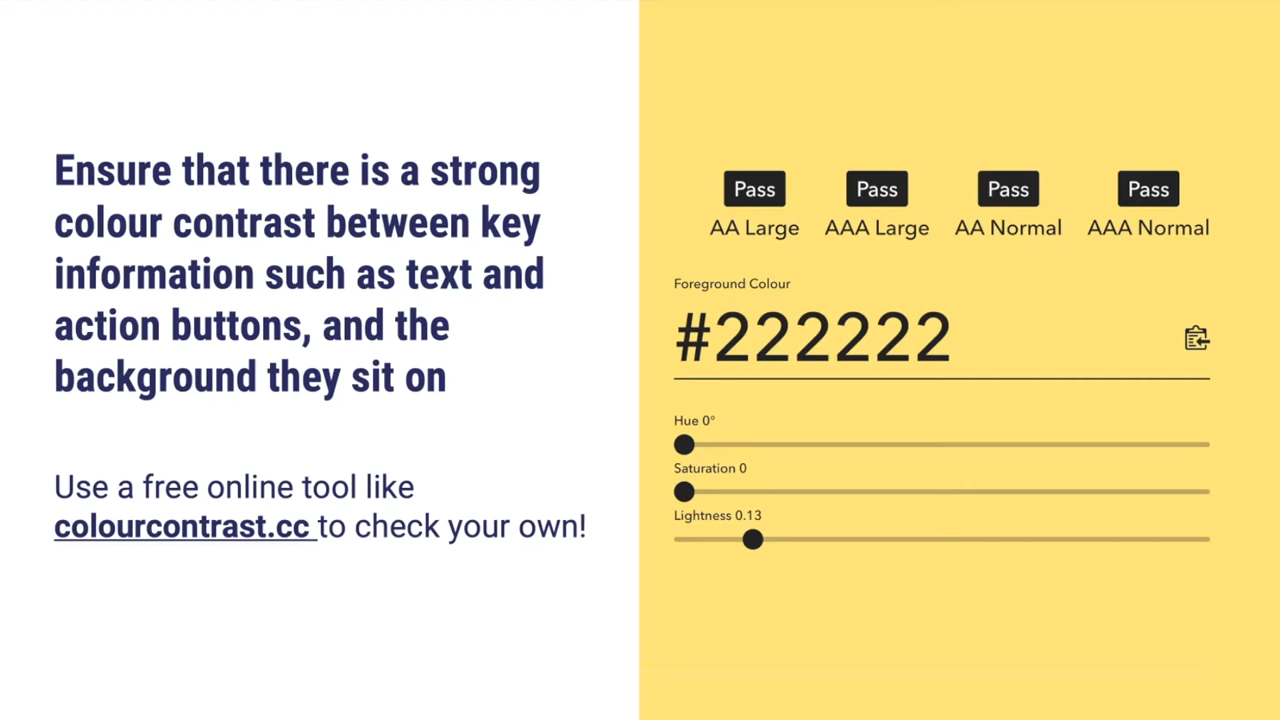 Ensure that there is a strong
colour contrast between key
information such as text and
action buttons, and the
background they sit on
Use a free online tool like
colourcontrast.cc to check your own!
Pass Pass Pass Pass
AA Large AAA Large AA Normal AAA Normal
Foreground Colour
#222222
Hue 0°
Saturation 0
Lightness 0.13